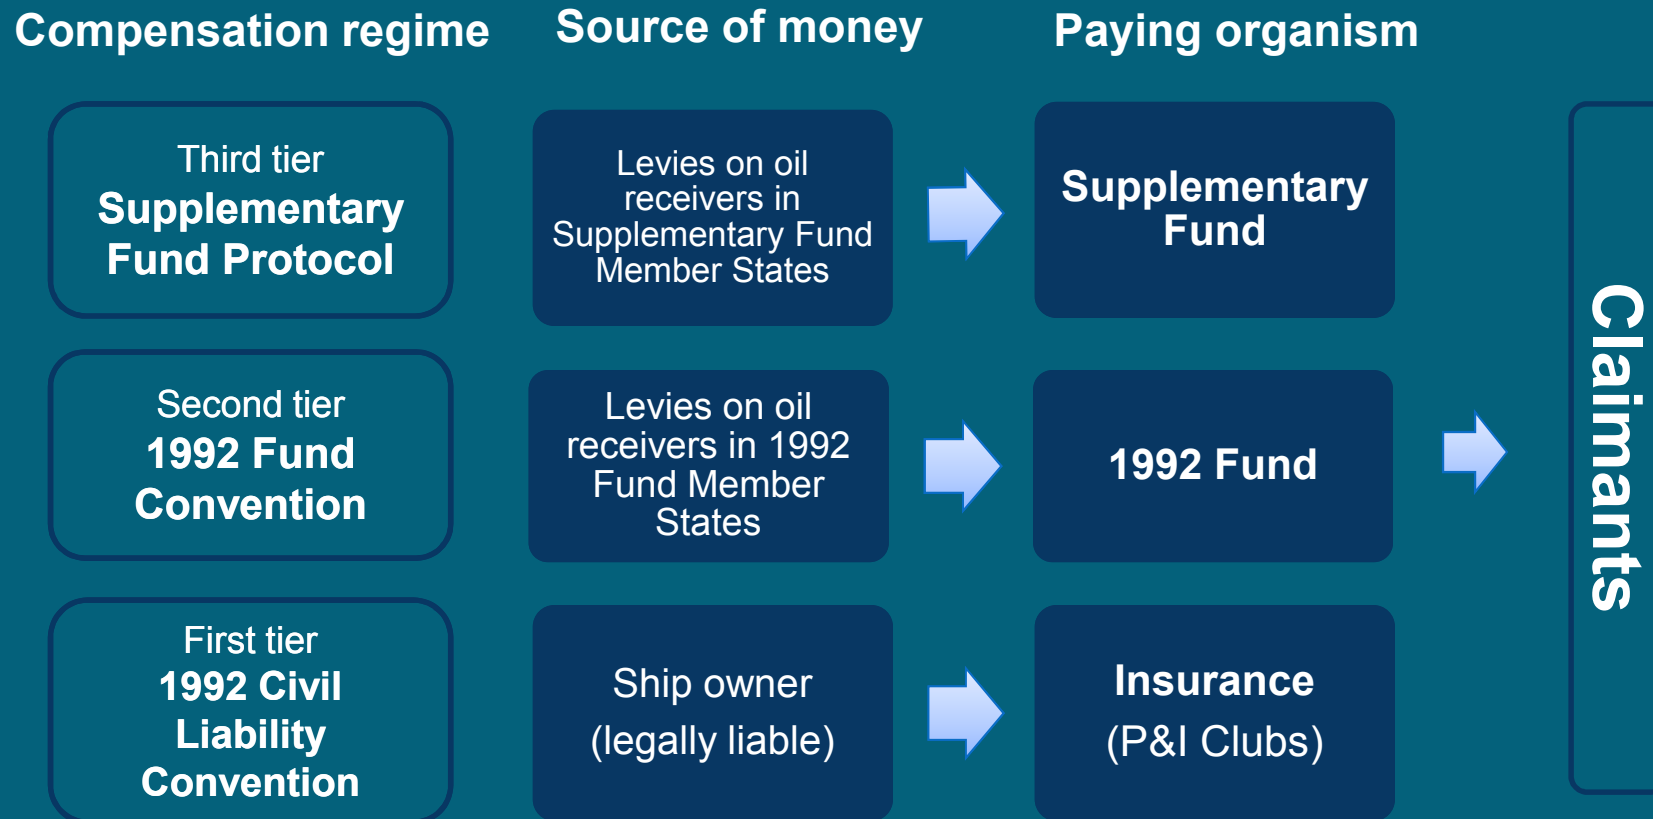 Compensation regime
Source of money
Paying organism
Third tier
Supplementary
Fund Protocol
Levies on oil
receivers in
Supplementary Fund
Member States
Supplementary
Fund
Second tier
1992 Fund
Convention
Levies on oil
receivers in 1992
Fund Member
States
1992 Fund
First tier
1992 Civil
Liability
Convention
Ship owner
(legally liable)
Insurance
(P&I Clubs)
Claimants